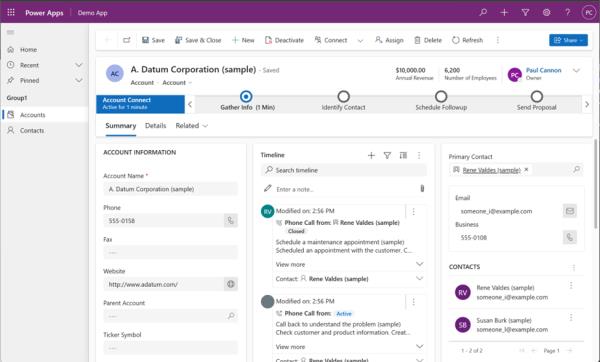 Power Apps
Demo App
PC
Home
Recent
Pinned
Group1
Accounts
Contacts
Save
Save & Close
New
Deactivate
Connect
Assign
Delete
Refresh
Share
AC
A. Datum Corporation (sample) - Saved
Account · Account
$10,000.00
Annual Revenue
6,200
Number of Employees
PC
Paul Cannon
Owner
Account Connect
Active for 1 minute
Gather Info (1 Min)
Identify Contact
Schedule Followup
Send Proposal
Summary
Details
Related
ACCOUNT INFORMATION
Account Name *
A. Datum Corporation (sample)
Phone
555-0158
Fax
---
Website
http://www.adatum.com/
Parent Account
---
Ticker Symbol
---
Timeline
Search timeline
Enter a note...
RV
Modified on: 2:56 PM
Phone Call from: Rene Valdes (sample)
Closed
Schedule a maintenance appointment (sample)
Scheduled an appointment with the customer. C...
View more
Contact: Rene Valdes (sample)
Modified on: 2:56 PM
Phone Call from: Active
Call back to understand the problem (sample)
Check customer and product information. Creat...
View more
Contact: Rene Valdes (sample)
Primary Contact
Rene Valdes (sample)
Email
someone_i@example.com
Business
555-0108
CONTACTS
RV
Rene Valdes (sample)
someone_i@example.com
SB
Susan Burk (sample)
someone_l@example.com
1 - 2 of 2
Page 1